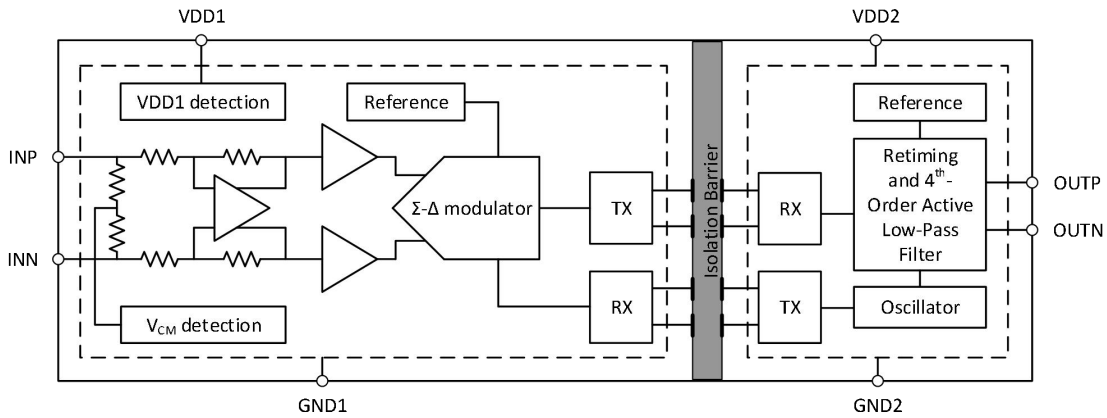 VDD1
VDD2
VDD1 detection
Reference
Reference
INP
Retiming
and 4th-
Order Active
Low-Pass
Filter
OUTP
OUTN
Σ-Δ modulator
TX
Isolation Barrier
RX
INN
VCM detection
RX
TX
Oscillator
GND1
GND2